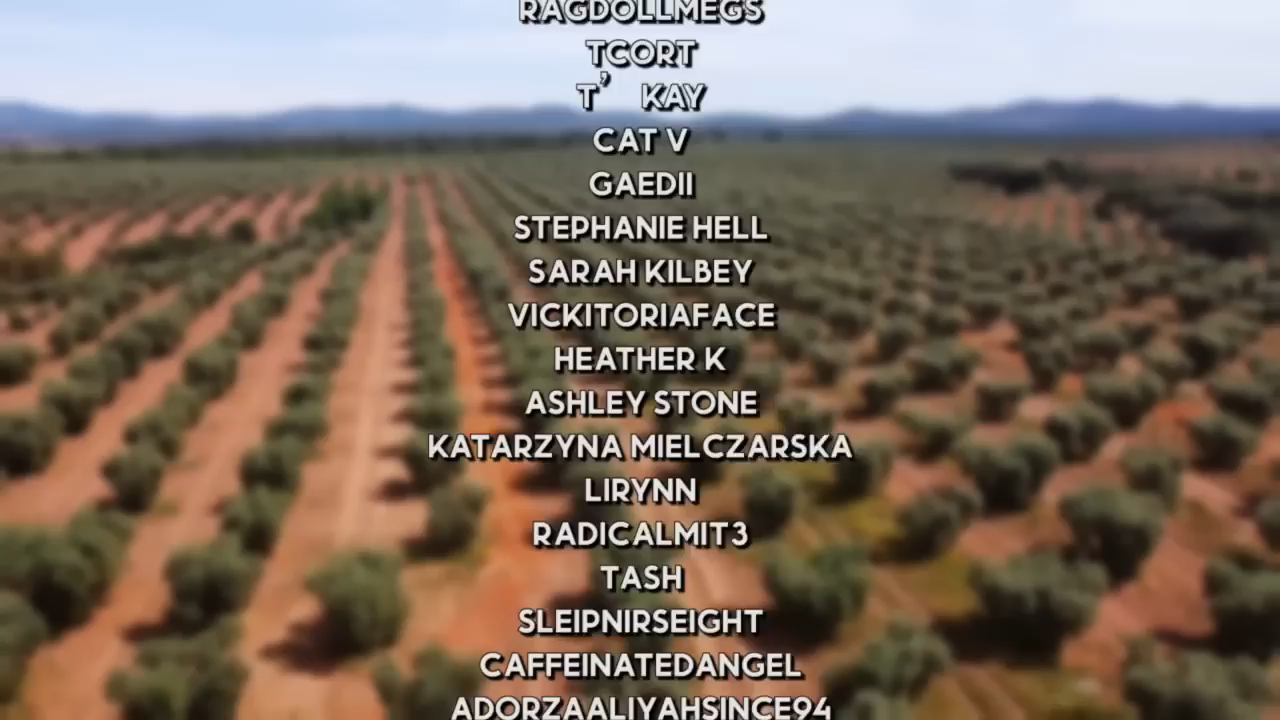 RAGDOLLMEGS
TCORT
T’ KAY
CAT V
GAEDII
STEPHANIE HELL
SARAH KILBEY
VICKITORIAFACE
HEATHER K
ASHLEY STONE
KATARZYNA MIELCZARSKA
LIRYNN
RADICALMIT3
TASH
SLEIPNIRSEIGHT
CAFFEINATEDANGEL
ADORZAALIYAHSINCE94